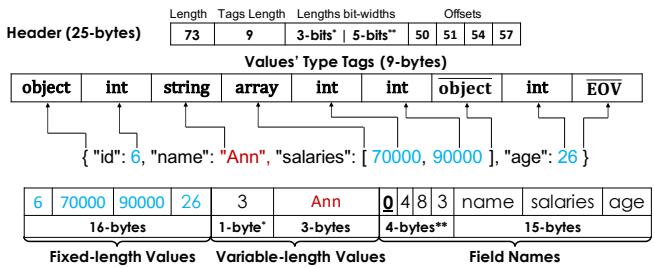 Length Tags Length Lengths bit-widths Offsets
Header (25-bytes) 73 9 3-bits* | 5-bits** 50 51 54 57
Values' Type Tags (9-bytes)
object int string array int int object int EOV
{ "id": 6, "name": "Ann", "salaries": [ 70000, 90000 ], "age": 26 }
6 70000 90000 26 3 Ann 0 4 8 3 name salaries age
16-bytes 1-byte* 3-bytes 4-bytes** 15-bytes
Fixed-length Values Variable-length Values Field Names